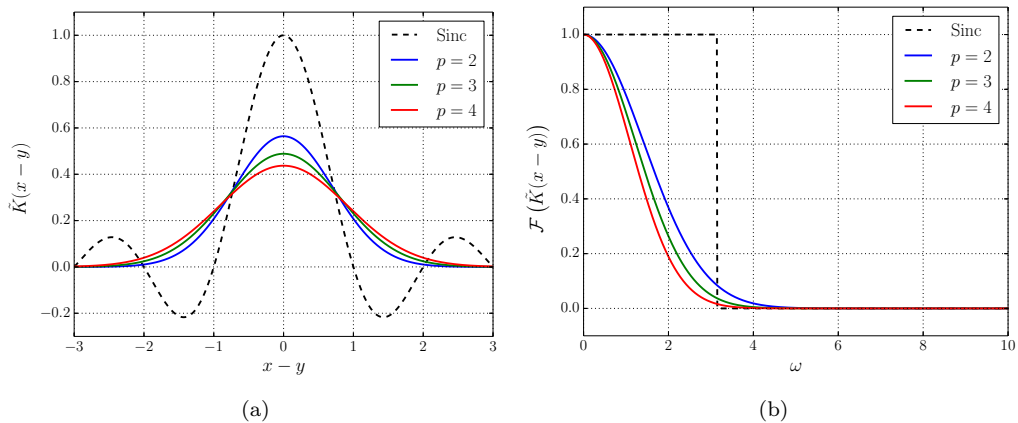 Sinc
p = 2
p = 3
p = 4
1.0
0.8
0.6
0.4
0.2
0.0
−0.2
−3
−2
−1
0
1
2
3
K̃(x − y)
x − y
(a)
Sinc
p = 2
p = 3
p = 4
1.0
0.8
0.6
0.4
0.2
0.0
0
2
4
6
8
10
ℱ (K̃(x − y))
ω
(b)